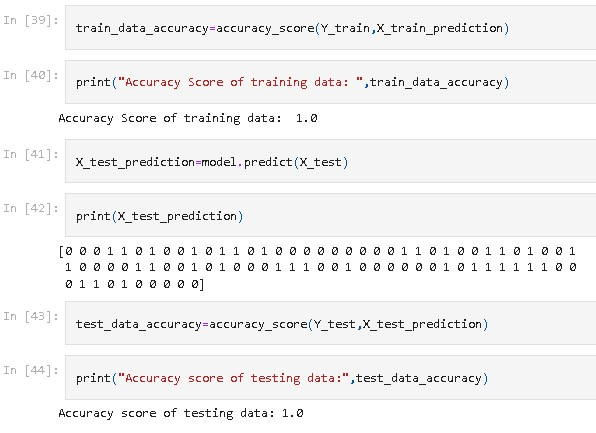 In [39]: train_data_accuracy=accuracy_score(Y_train,X_train_prediction)
In [40]: print("Accuracy Score of training data: ",train_data_accuracy)
Accuracy Score of training data:  1.0
In [41]: X_test_prediction=model.predict(X_test)
In [42]: print(X_test_prediction)
[0 0 0 1 1 0 1 0 0 1 0 1 1 0 1 0 0 0 0 0 0 0 0 0 1 1 0 1 0 0 1 1 0 1 0 0 1
1 0 0 0 0 1 1 0 0 1 0 1 0 0 0 1 1 1 0 0 1 0 0 0 0 0 0 1 0 1 1 1 1 1 1 0 0
0 1 1 0 1 0 0 0 0 0]
In [43]: test_data_accuracy=accuracy_score(Y_test,X_test_prediction)
In [44]: print("Accuracy score of testing data:",test_data_accuracy)
Accuracy score of testing data: 1.0